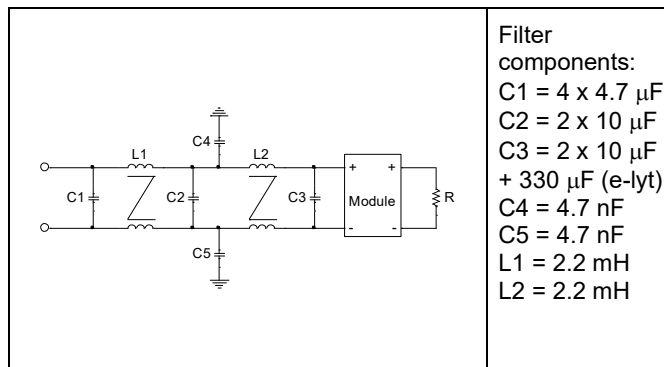 C4
L1
L2
C1
C2
C3
+
+
Module
R
-
-
C5
Filter
components:
C1 = 4 x 4.7 μF
C2 = 2 x 10 μF
C3 = 2 x 10 μF
+ 330 μF (e-lyt)
C4 = 4.7 nF
C5 = 4.7 nF
L1 = 2.2 mH
L2 = 2.2 mH